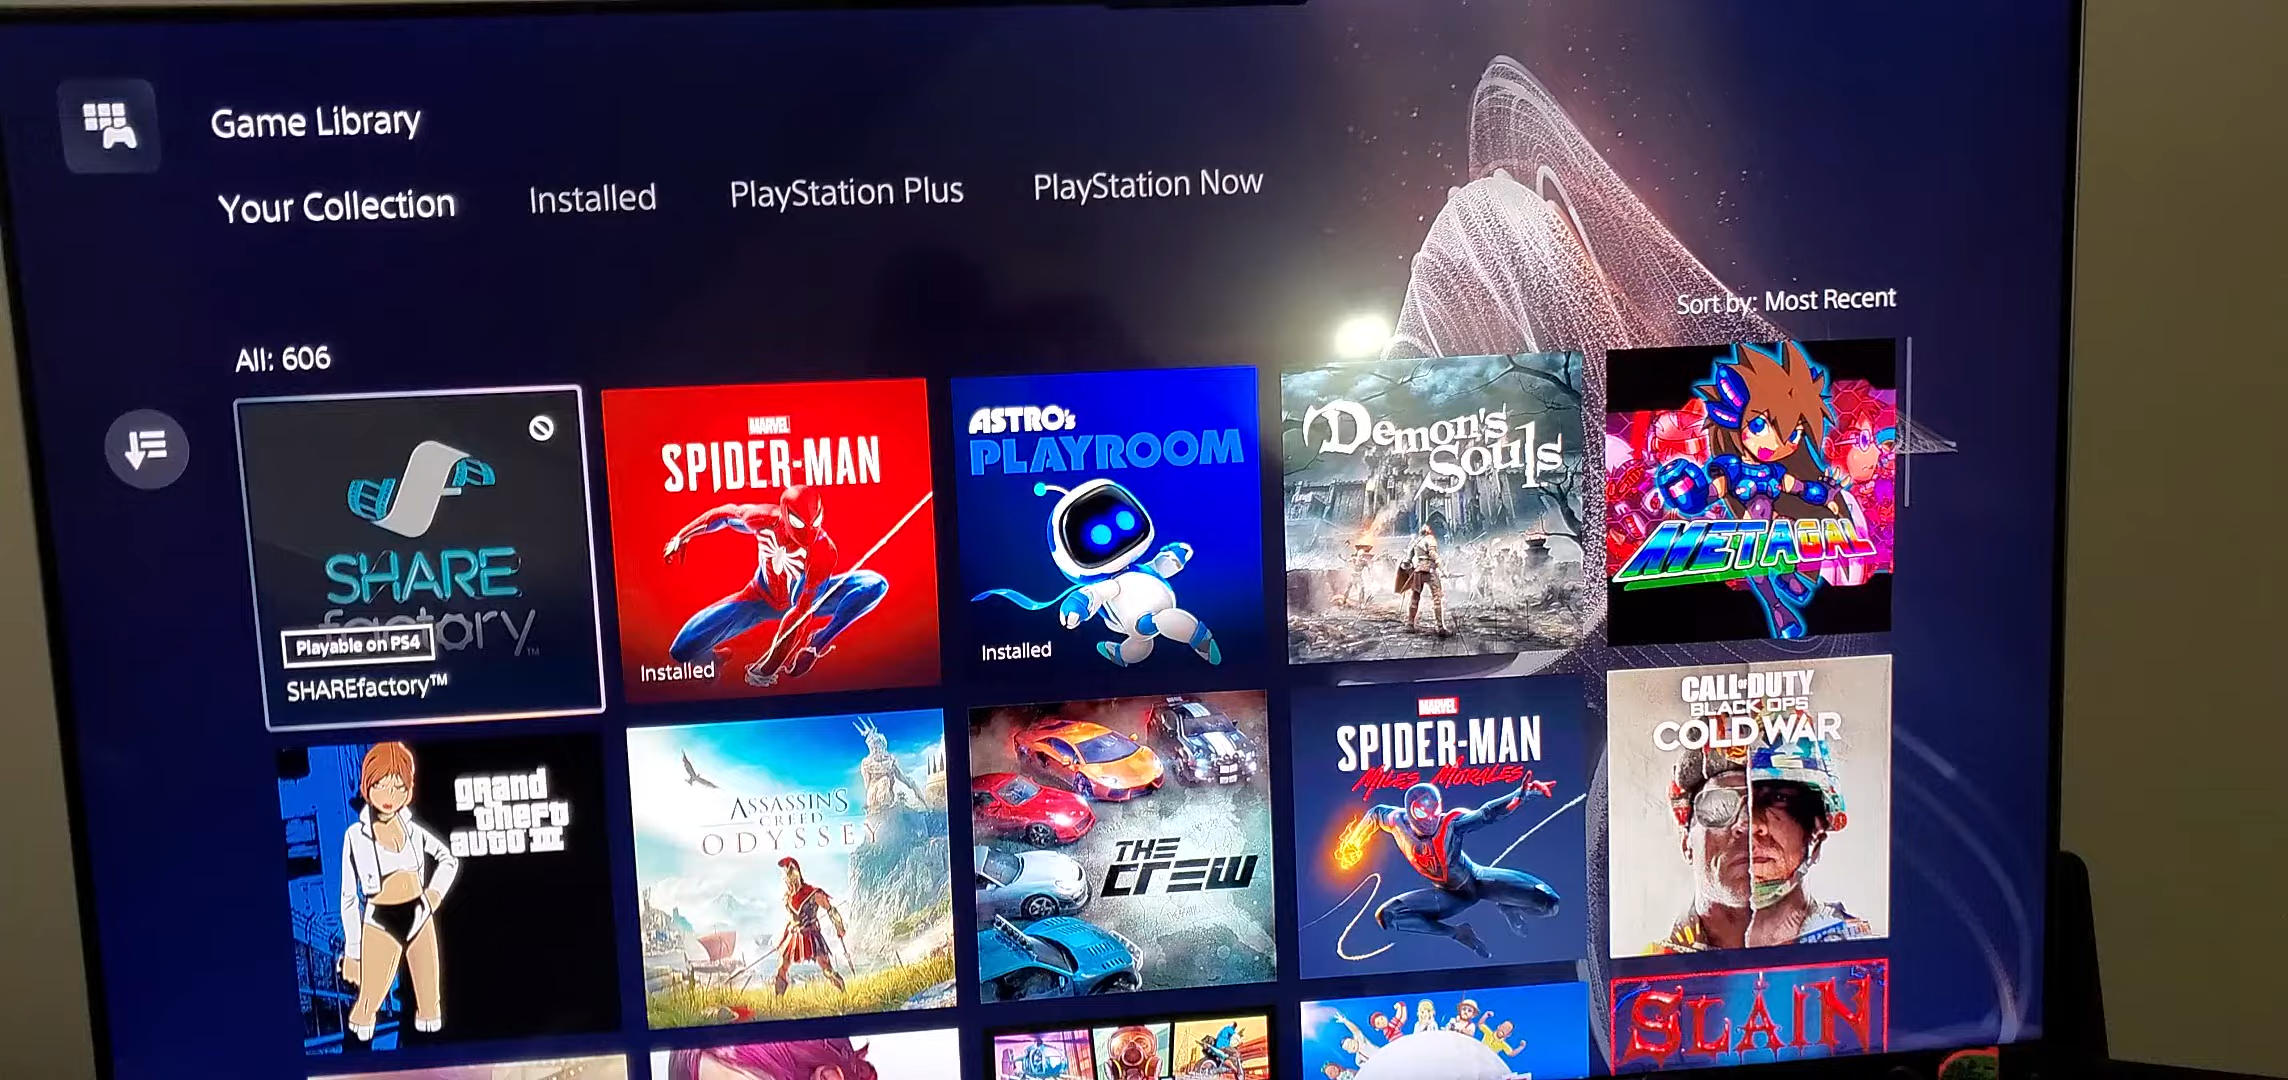 Game Library
Your Collection
Installed
PlayStation Plus
PlayStation Now
Sort by: Most Recent
All: 606
SHARE
factory™
Playable on PS4
SHAREfactory™
MARVEL
SPIDER-MAN
Installed
ASTRO's
PLAYROOM
Installed
Demon's
Souls
METAGAL
grand
theft
auto III
ASSASSIN'S
CREED
ODYSSEY
THE
CREW
MARVEL
SPIDER-MAN
MILES MORALES
CALL OF DUTY
BLACK OPS
COLD WAR
SLAIN